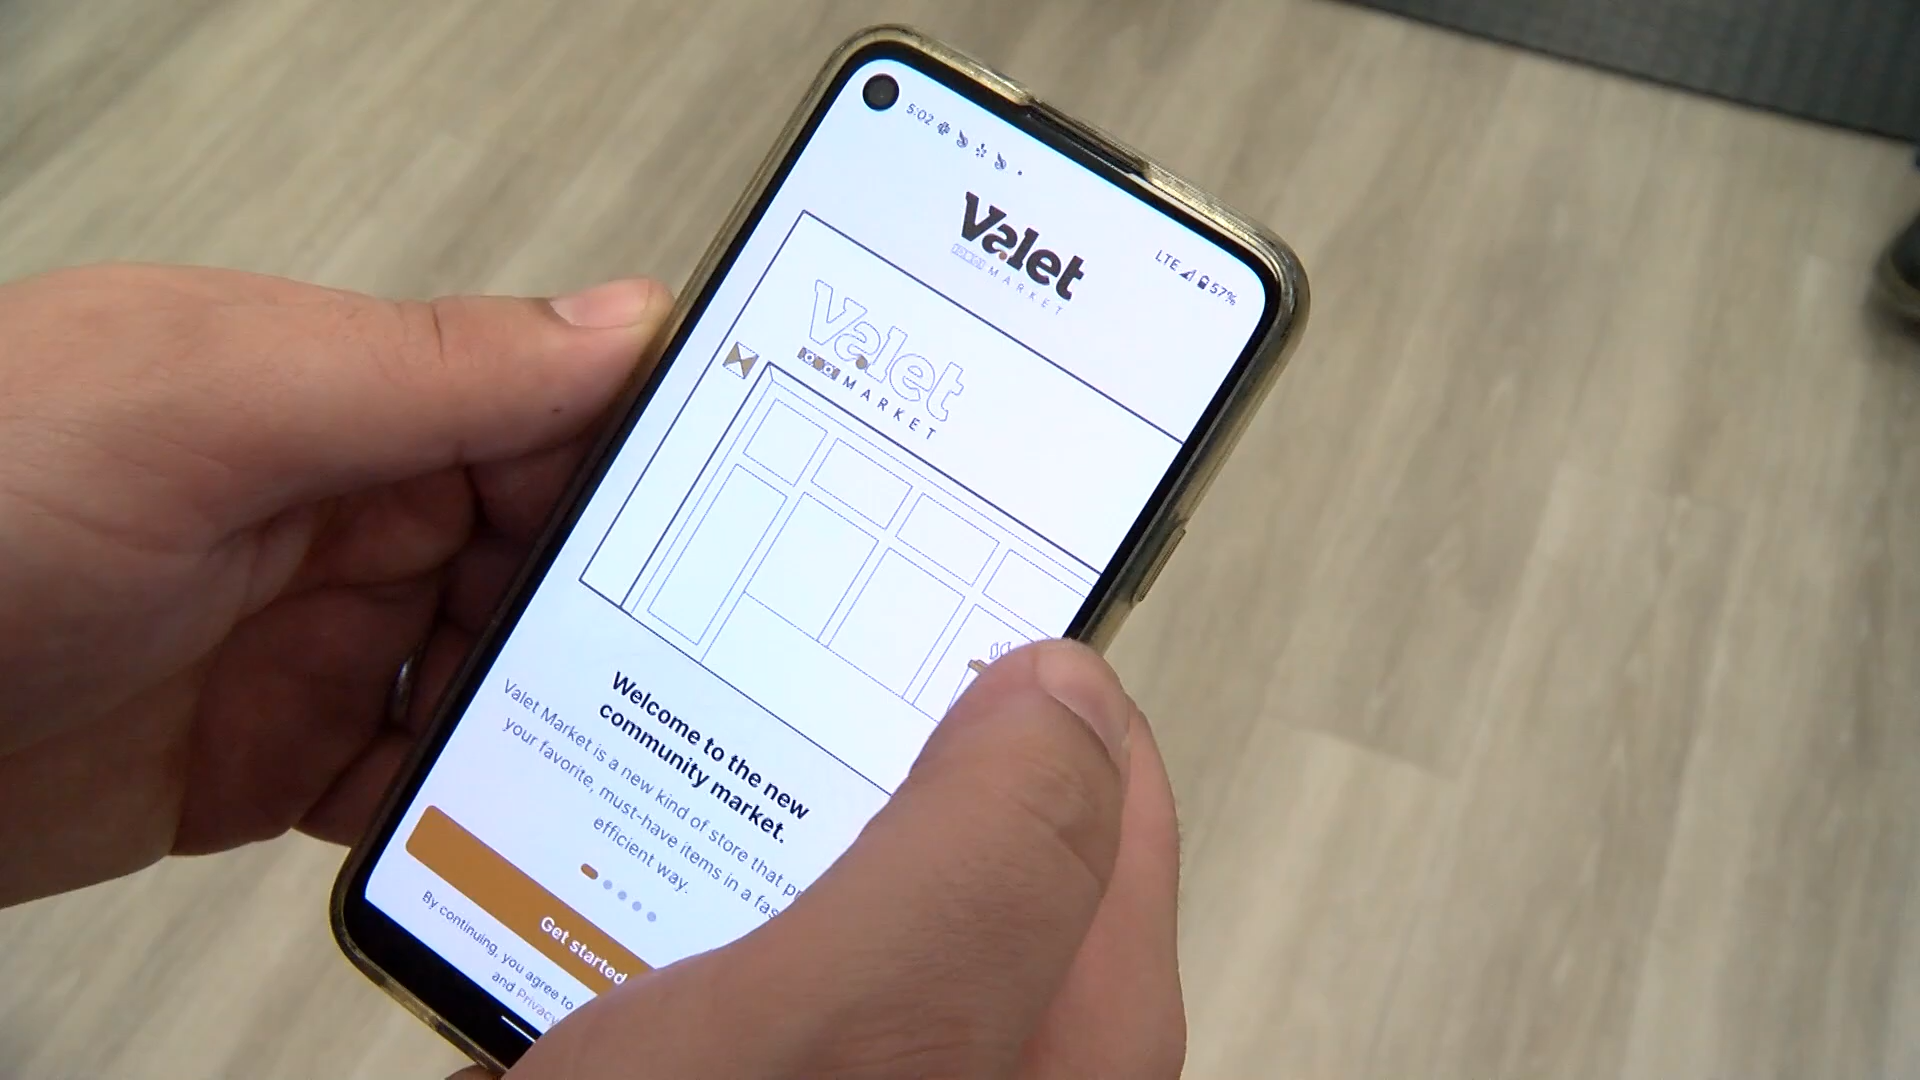 5:02
LTE 57%
Valet
MARKET
Valet
MARKET
Welcome to the new
community market.
Valet Market is a new kind of store that
your favorite, must-have items in a
efficient way.
Get started
By continuing, you agree to
and Privacy